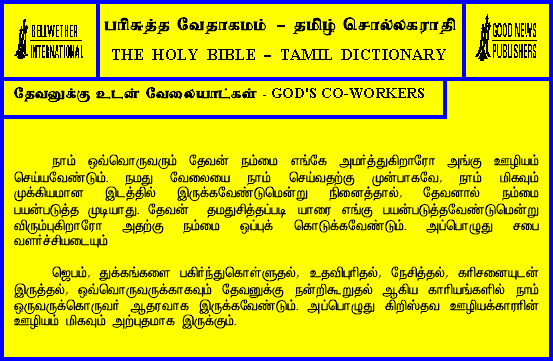 BELLWETHER
INTERNATIONAL
பரிசுத்த வேதாகமம் – தமிழ் சொல்லகராதி
THE HOLY BIBLE – TAMIL DICTIONARY
GOOD NEWS
PUBLISHERS
தேவனுக்கு உடன் வேலையாட்கள் - GOD'S CO-WORKERS
நாம் ஒவ்வொருவரும் தேவன் நம்மை எங்கே அமர்த்துகிறாரோ அங்கு ஊழியம்
செய்யவேண்டும். நமது வேலையை நாம் செய்வதற்கு முன்பாகவே, நாம் மிகவும்
முக்கியமான இடத்தில் இருக்கவேண்டுமென்று நினைத்தால், தேவனால் நம்மை
பயன்படுத்த முடியாது. தேவன் தமதுசித்தப்படி யாரை எங்கு பயன்படுத்தவேண்டுமென்று
விரும்புகிறாரோ அதற்கு நம்மை ஒப்புக் கொடுக்கவேண்டும். அப்பொழுது சபை
வளர்ச்சியடையும்
ஜெபம், துக்கங்களை பகிர்ந்துகொள்ளுதல், உதவிபுரிதல், நேசித்தல், கரிசனையுடன்
இருத்தல், ஒவ்வொருவருக்காகவும் தேவனுக்கு நன்றிகூறுதல் ஆகிய காரியங்களில் நாம்
ஒருவருக்கொருவர் ஆதரவாக இருக்கவேண்டும். அப்பொழுது கிறிஸ்தவ ஊழியக்காரரின்
ஊழியம் மிகவும் அற்புதமாக இருக்கும்.